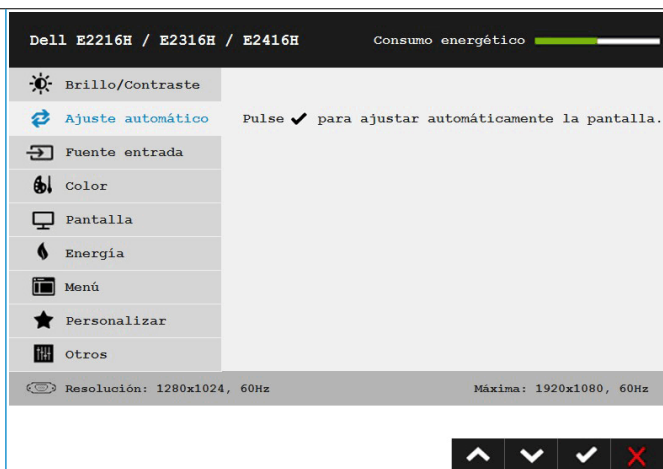 Dell E2216H / E2316H / E2416H Consumo energético
Brillo/Contraste
Ajuste automático Pulse ✔ para ajustar automáticamente la pantalla.
Fuente entrada
Color
Pantalla
Energía
Menú
Personalizar
Otros
Resolución: 1280x1024, 60Hz Máxima: 1920x1080, 60Hz